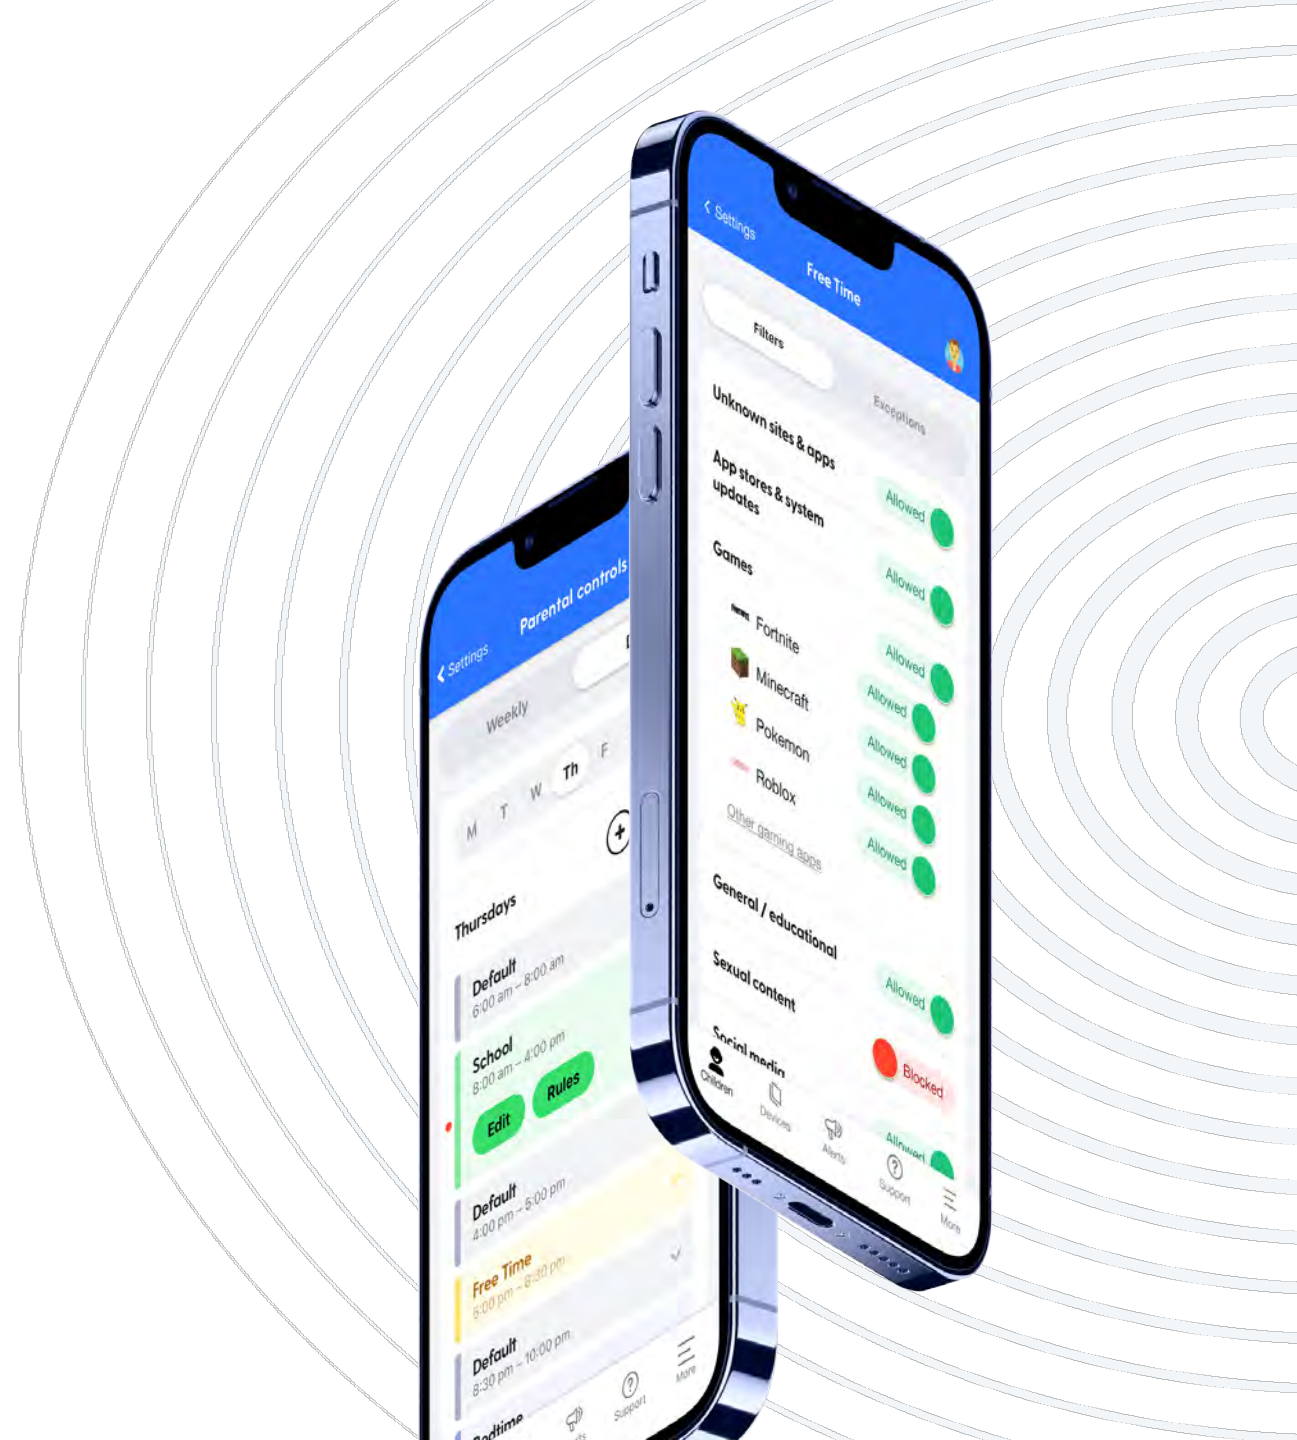 Settings
Free Time
Filters
Exceptions
Unknown sites & apps
Allowed
App stores & system
updates
Allowed
Games
Allowed
Fortnite
Allowed
Minecraft
Allowed
Pokemon
Allowed
Roblox
Allowed
Other gaming apps
General / educational
Allowed
Sexual content
Blocked
Social media
Allowed
Children
Devices
Alerts
Support
More
Parental controls
Settings
Weekly
M T W Th F
Thursdays
Default
6:00 am – 8:00 am
School
8:00 am – 4:00 pm
Edit
Rules
Default
4:00 pm – 5:00 pm
Free Time
5:00 pm – 8:30 pm
Default
8:30 pm – 10:00 pm
Bedtime
Support
More